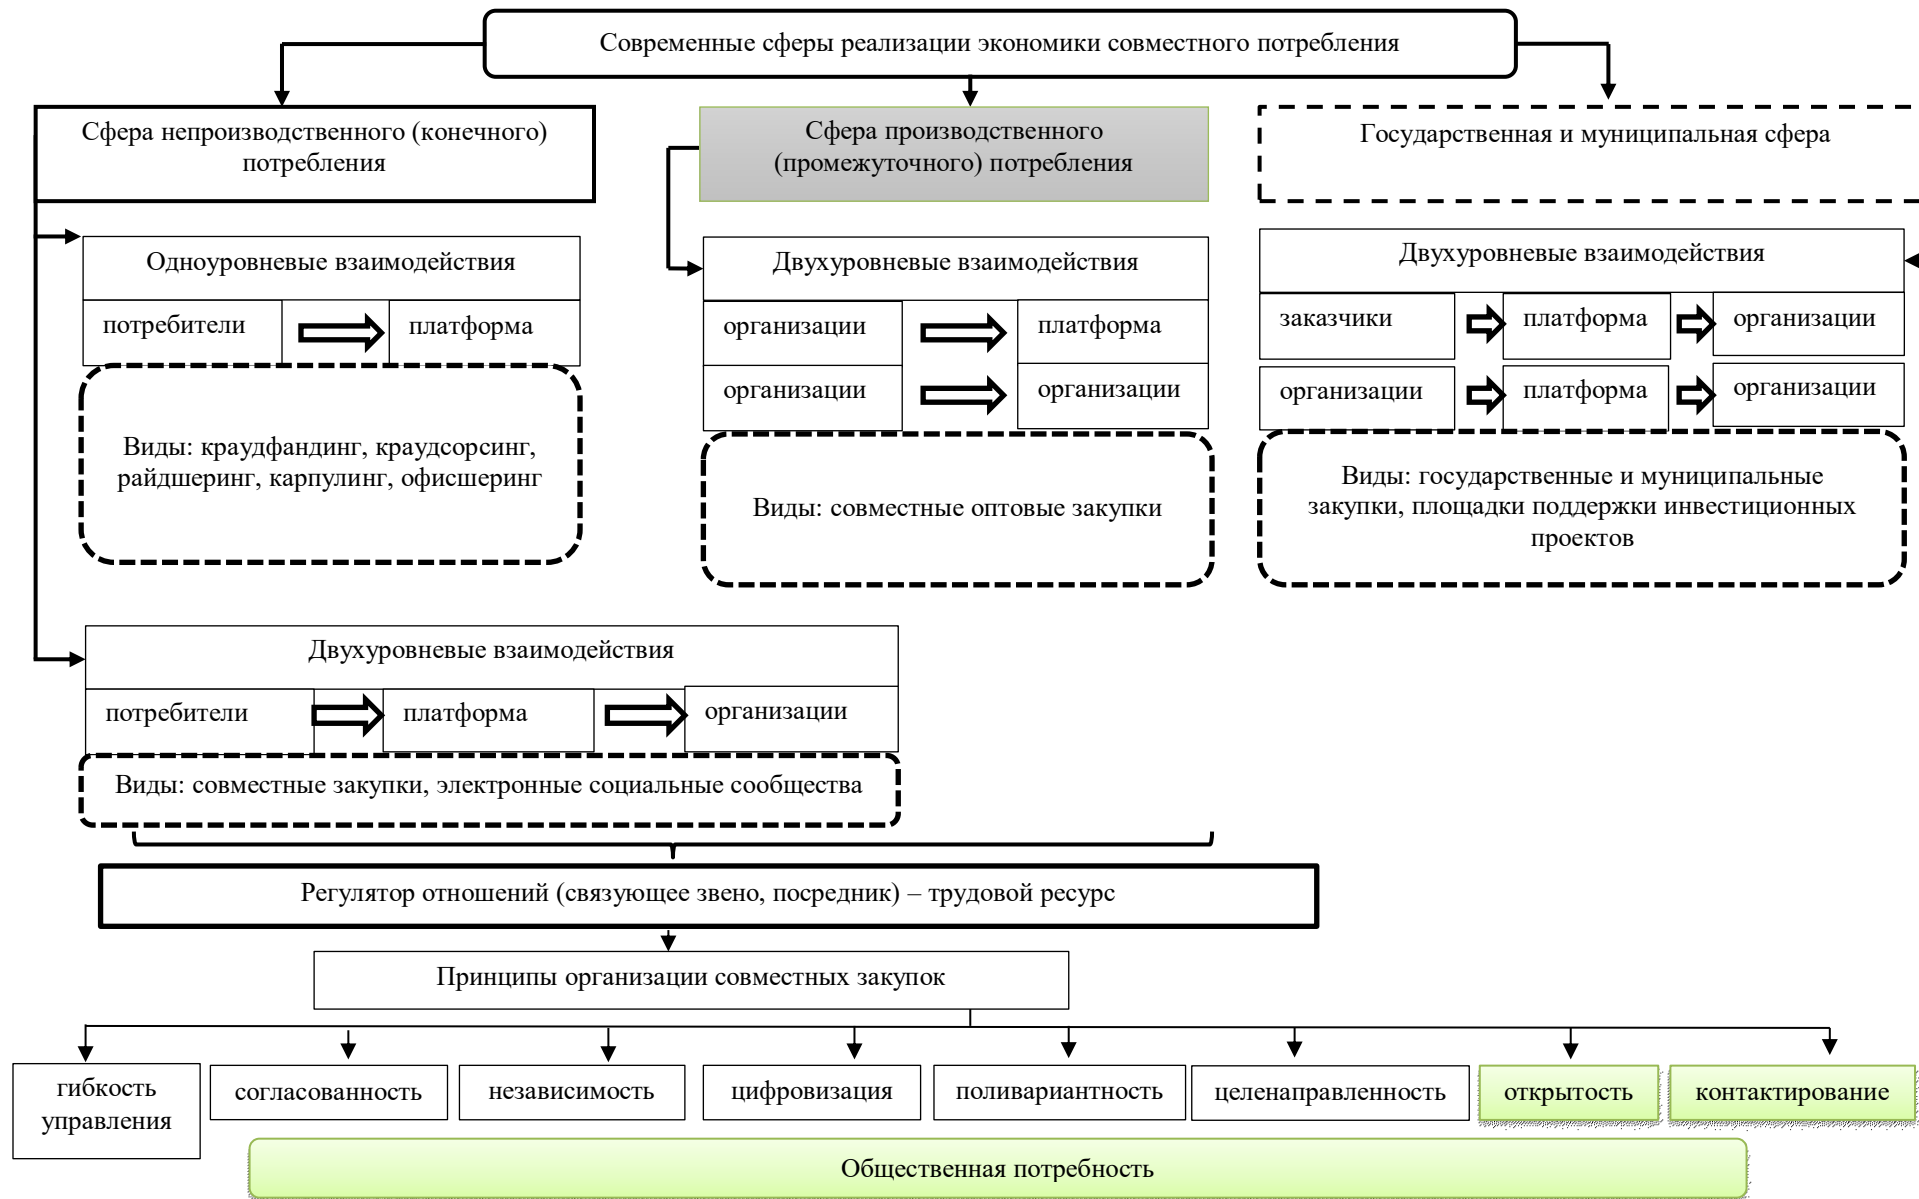 Современные сферы реализации экономики совместного потребления
Сфера непроизводственного (конечного)
потребления
Сфера производственного
(промежуточного) потребления
Государственная и муниципальная сфера
Одноуровневые взаимодействия
потребители
платформа
Виды: краудфандинг, краудсорсинг,
райдшеринг, карпулинг, офисшеринг
Двухуровневые взаимодействия
организации
платформа
организации
организации
Виды: совместные оптовые закупки
Двухуровневые взаимодействия
заказчики
платформа
организации
организации
платформа
организации
Виды: государственные и муниципальные
закупки, площадки поддержки инвестиционных
проектов
Двухуровневые взаимодействия
потребители
платформа
организации
Виды: совместные закупки, электронные социальные сообщества
Регулятор отношений (связующее звено, посредник) – трудовой ресурс
Принципы организации совместных закупок
гибкость
управления
согласованность
независимость
цифровизация
поливариантность
целенаправленность
открытость
контактирование
Общественная потребность